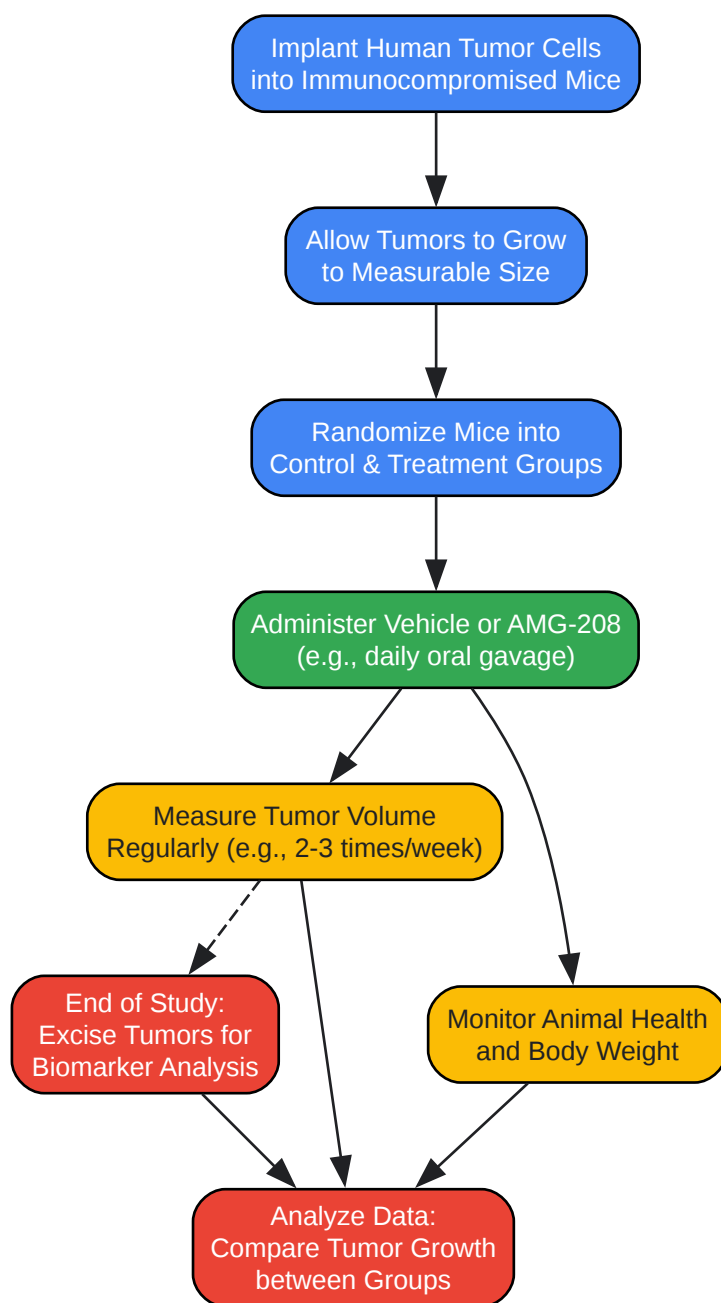 Implant Human Tumor Cells
into Immunocompromised Mice
Allow Tumors to Grow
to Measurable Size
Randomize Mice into
Control & Treatment Groups
Administer Vehicle or AMG-208
(e.g., daily oral gavage)
Measure Tumor Volume
Regularly (e.g., 2-3 times/week)
End of Study:
Excise Tumors for
Biomarker Analysis
Monitor Animal Health
and Body Weight
Analyze Data:
Compare Tumor Growth
between Groups